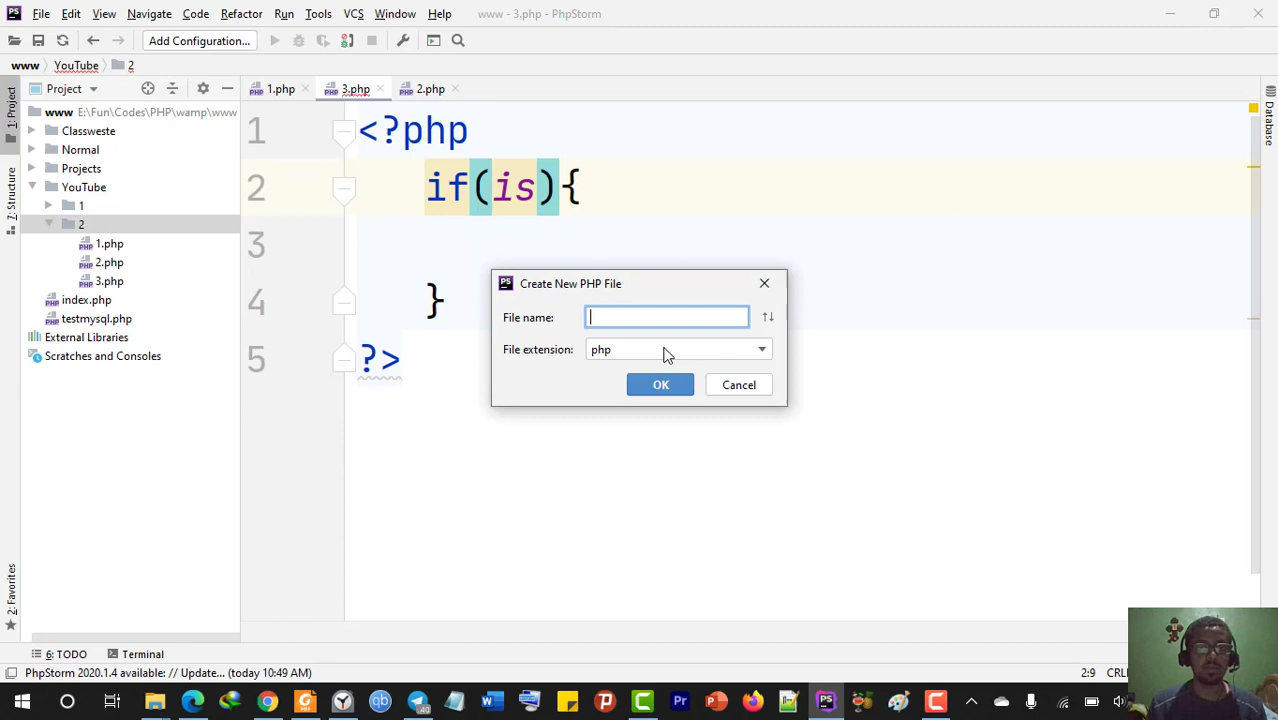 PS File Edit View Navigate Code Refactor Run Tools VCS Window Help www - 3.php - PhpStorm
Add Configuration...
www YouTube 2
Project 1.php 3.php 2.php
www E:\Fun\Codes\PHP\wamp\www
Classweste
Normal
Projects
YouTube
1
2
1.php
2.php
3.php
index.php
testmysql.php
External Libraries
Scratches and Consoles
1: Project
7: Structure
2: Favorites
1 <?php
2 if(is){
3
4 }
5 ?>
PS Create New PHP File
File name:
File extension: php
OK Cancel
Database
6: TODO Terminal
PhpStorm 2020.1.4 available: // Update... (today 10:49 AM) 2:9 CRL